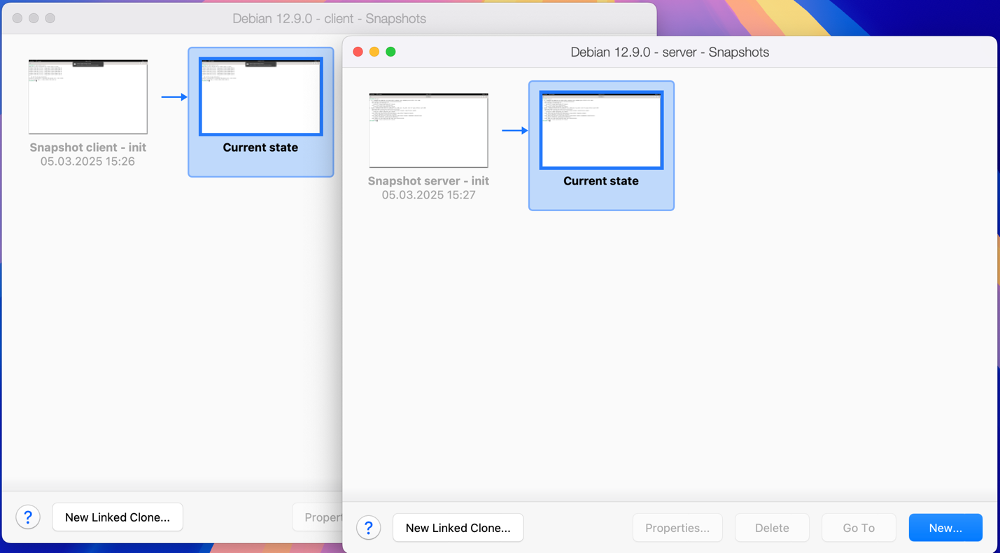 Debian 12.9.0 - client - Snapshots
Snapshot client - init
05.03.2025 15:26
Current state
?
New Linked Clone...
Propert
Debian 12.9.0 - server - Snapshots
Snapshot server - init
05.03.2025 15:27
Current state
?
New Linked Clone...
Properties...
Delete
Go To
New...